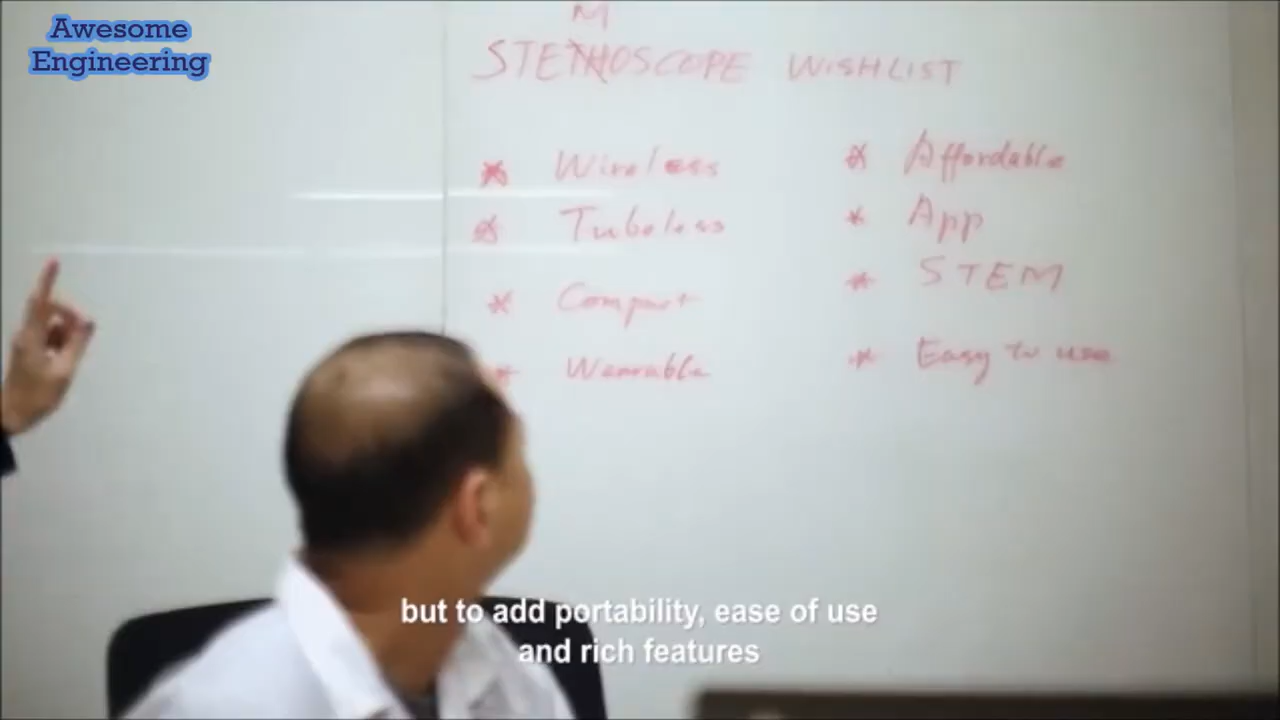 Awesome
Engineering
M
STETHOSCOPE WISHLIST
* Wireless
* Tubeless
* Compact
* Wearable
* Affordable
* App
* STEM
* Easy to use
but to add portability, ease of use
and rich features